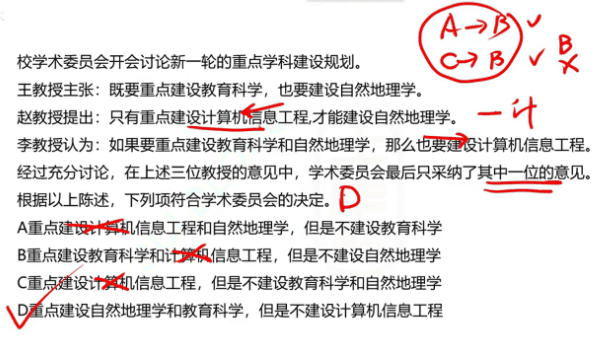 A→B ✓
C→B ✓ B ×
校学术委员会开会讨论新一轮的重点学科建设规划。
王教授主张：既要重点建设教育科学，也要建设自然地理学。
赵教授提出：只有重点建设计算机信息工程,才能建设自然地理学。 一计
李教授认为：如果要重点建设教育科学和自然地理学，那么也要建设计算机信息工程。
经过充分讨论，在上述三位教授的意见中，学术委员会最后只采纳了其中一位的意见。
根据以上陈述，下列项符合学术委员会的决定。 D
A重点建设计算机信息工程和自然地理学，但是不建设教育科学
B重点建设教育科学和计算机信息工程，但是不建设自然地理学
C重点建设计算机信息工程，但是不建设教育科学和自然地理学
D重点建设自然地理学和教育科学，但是不建设计算机信息工程